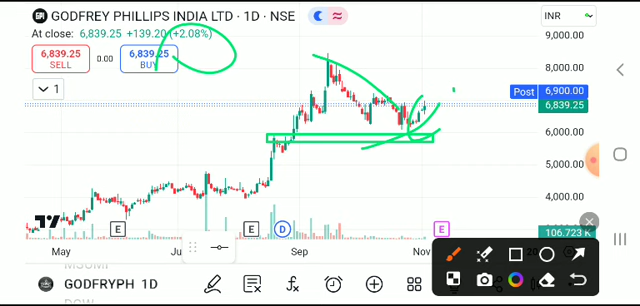 GPI GODFREY PHILLIPS INDIA LTD · 1D · NSE
INR
At close: 6,839.25 +139.20 (+2.08%)
9,000.00
6,839.25
SELL
0.00
6,839.25
BUY
8,000.00
1
Post 6,900.00
6,839.25
6,000.00
5,000.00
4,000.00
E
E
D
E
106.723 K
May
Sep
Nov
GODFRYPH 1D